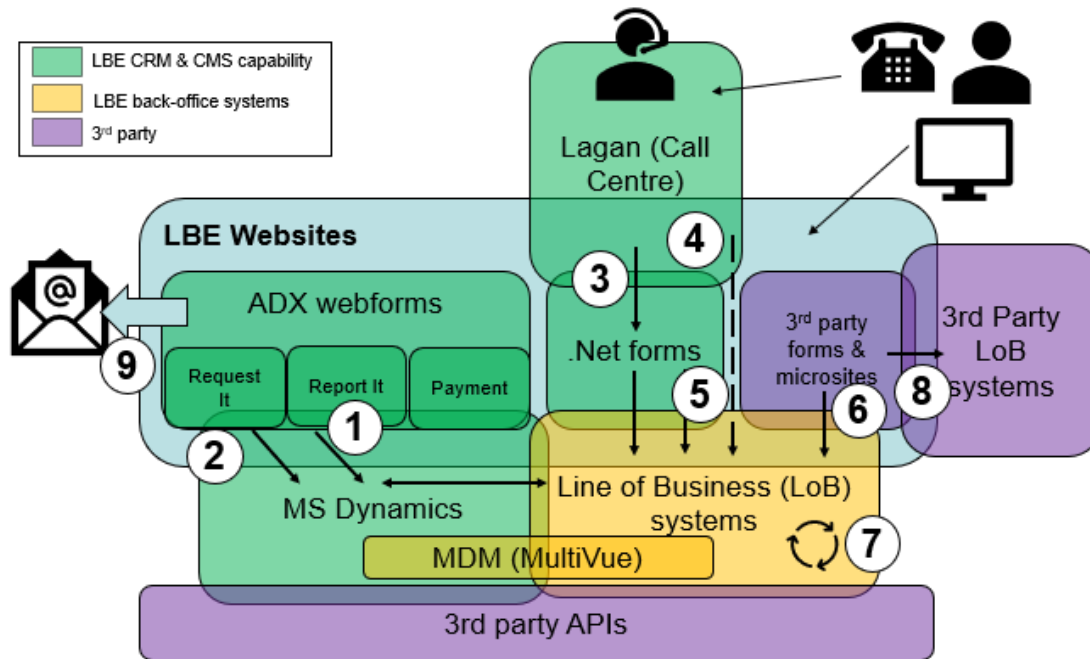 LBE CRM & CMS capability
LBE back-office systems
3rd party
Lagan (Call
Centre)
LBE Websites
4
3
ADX webforms
@
.Net forms
3rd party
forms &
microsites
3rd Party
LoB
systems
9
Request
It
Report It
Payment
1
5
6
8
2
MS Dynamics
Line of Business (LoB)
systems
7
MDM (MultiVue)
3rd party APIs